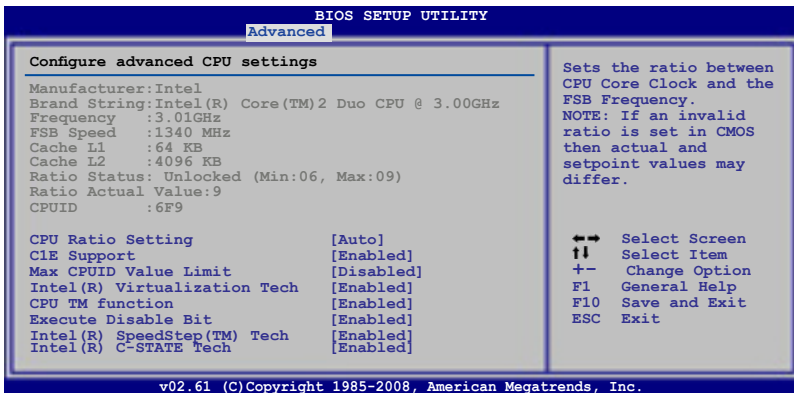 BIOS SETUP UTILITY
Advanced
Configure advanced CPU settings
Manufacturer:Intel
Brand String:Intel(R) Core(TM)2 Duo CPU @ 3.00GHz
Frequency :3.01GHz
FSB Speed :1340 MHz
Cache L1 :64 KB
Cache L2 :4096 KB
Ratio Status: Unlocked (Min:06, Max:09)
Ratio Actual Value:9
CPUID :6F9
CPU Ratio Setting [Auto]
C1E Support [Enabled]
Max CPUID Value Limit [Disabled]
Intel(R) Virtualization Tech [Enabled]
CPU TM function [Enabled]
Execute Disable Bit [Enabled]
Intel(R) SpeedStep(TM) Tech [Enabled]
Intel(R) C-STATE Tech [Enabled]
Sets the ratio between
CPU Core Clock and the
FSB Frequency.
NOTE: If an invalid
ratio is set in CMOS
then actual and
setpoint values may
differ.
←→ Select Screen
↑↓ Select Item
+- Change Option
F1 General Help
F10 Save and Exit
ESC Exit
v02.61 (C)Copyright 1985-2008, American Megatrends, Inc.